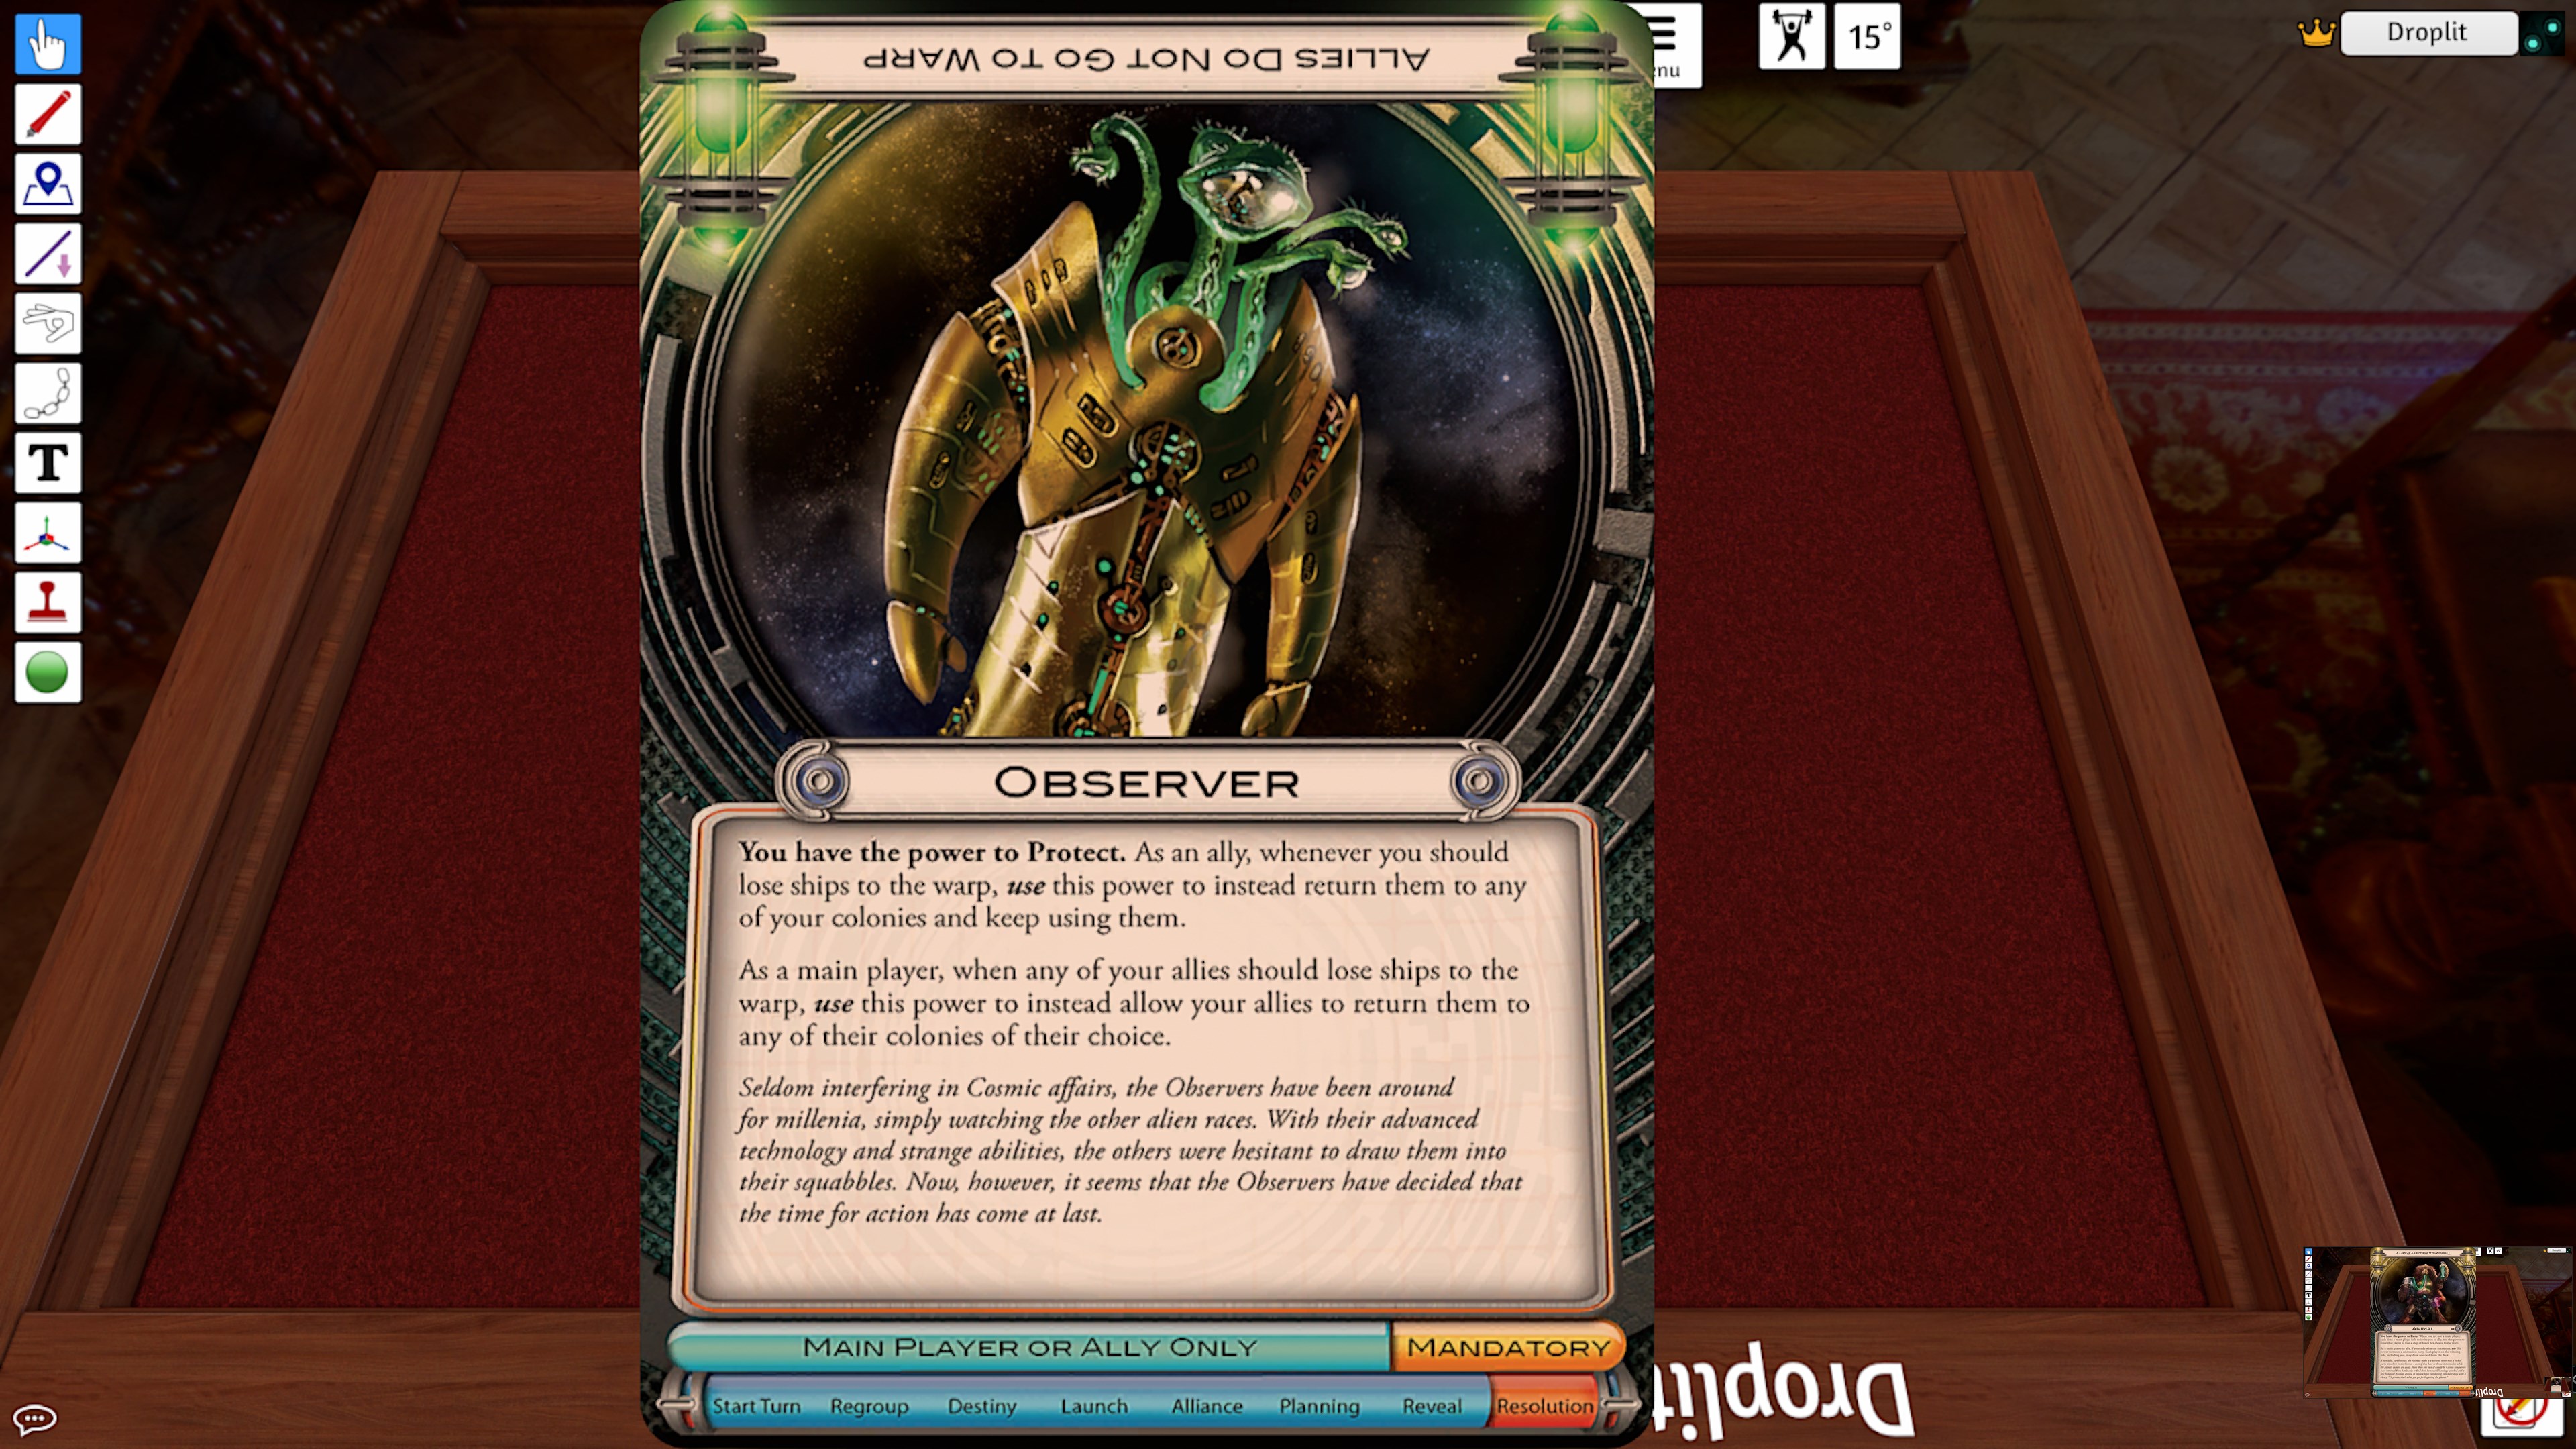 ALLIES DO NOT GO TO WARP
nu
15°
Droplit
T
OBSERVER
You have the power to Protect. As an ally, whenever you should
lose ships to the warp, use this power to instead return them to any
of your colonies and keep using them.
As a main player, when any of your allies should lose ships to the
warp, use this power to instead allow your allies to return them to
any of their colonies of their choice.
Seldom interfering in Cosmic affairs, the Observers have been around
for millenia, simply watching the other alien races. With their advanced
technology and strange abilities, the others were hesitant to draw them into
their squabbles. Now, however, it seems that the Observers have decided that
the time for action has come at last.
MAIN PLAYER OR ALLY ONLY MANDATORY
Start Turn Regroup Destiny Launch Alliance Planning Reveal Resolution
Droplit
ANIMAL